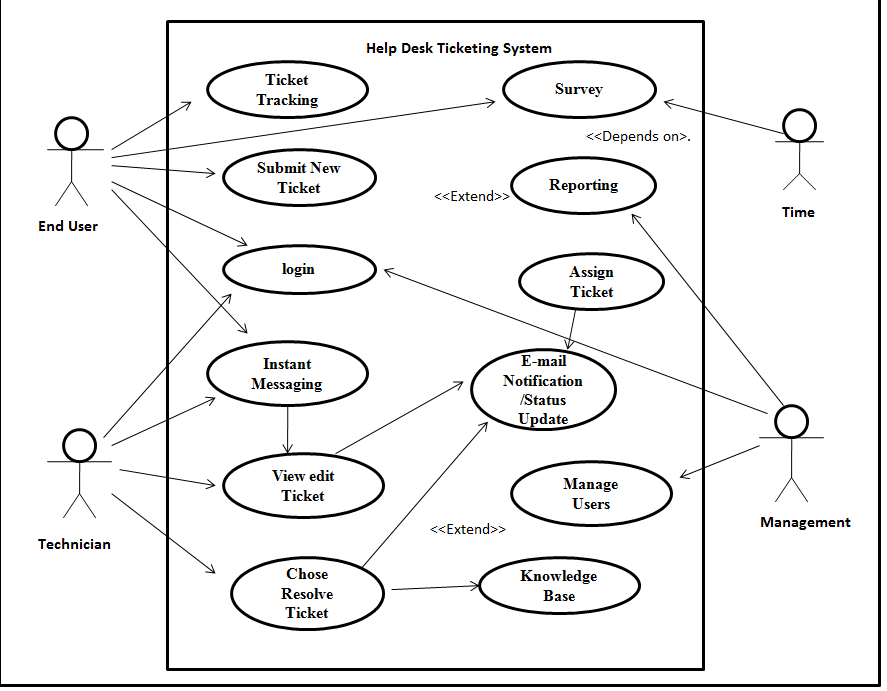 Help Desk Ticketing System
Ticket
Tracking
Survey
<<Depends on>.
Submit New
Ticket
<<Extend>>
Reporting
End User
Time
login
Assign
Ticket
Instant
Messaging
E-mail
Notification
/Status
Update
View edit
Ticket
Manage
Users
Management
<<Extend>>
Technician
Chose
Resolve
Ticket
Knowledge
Base